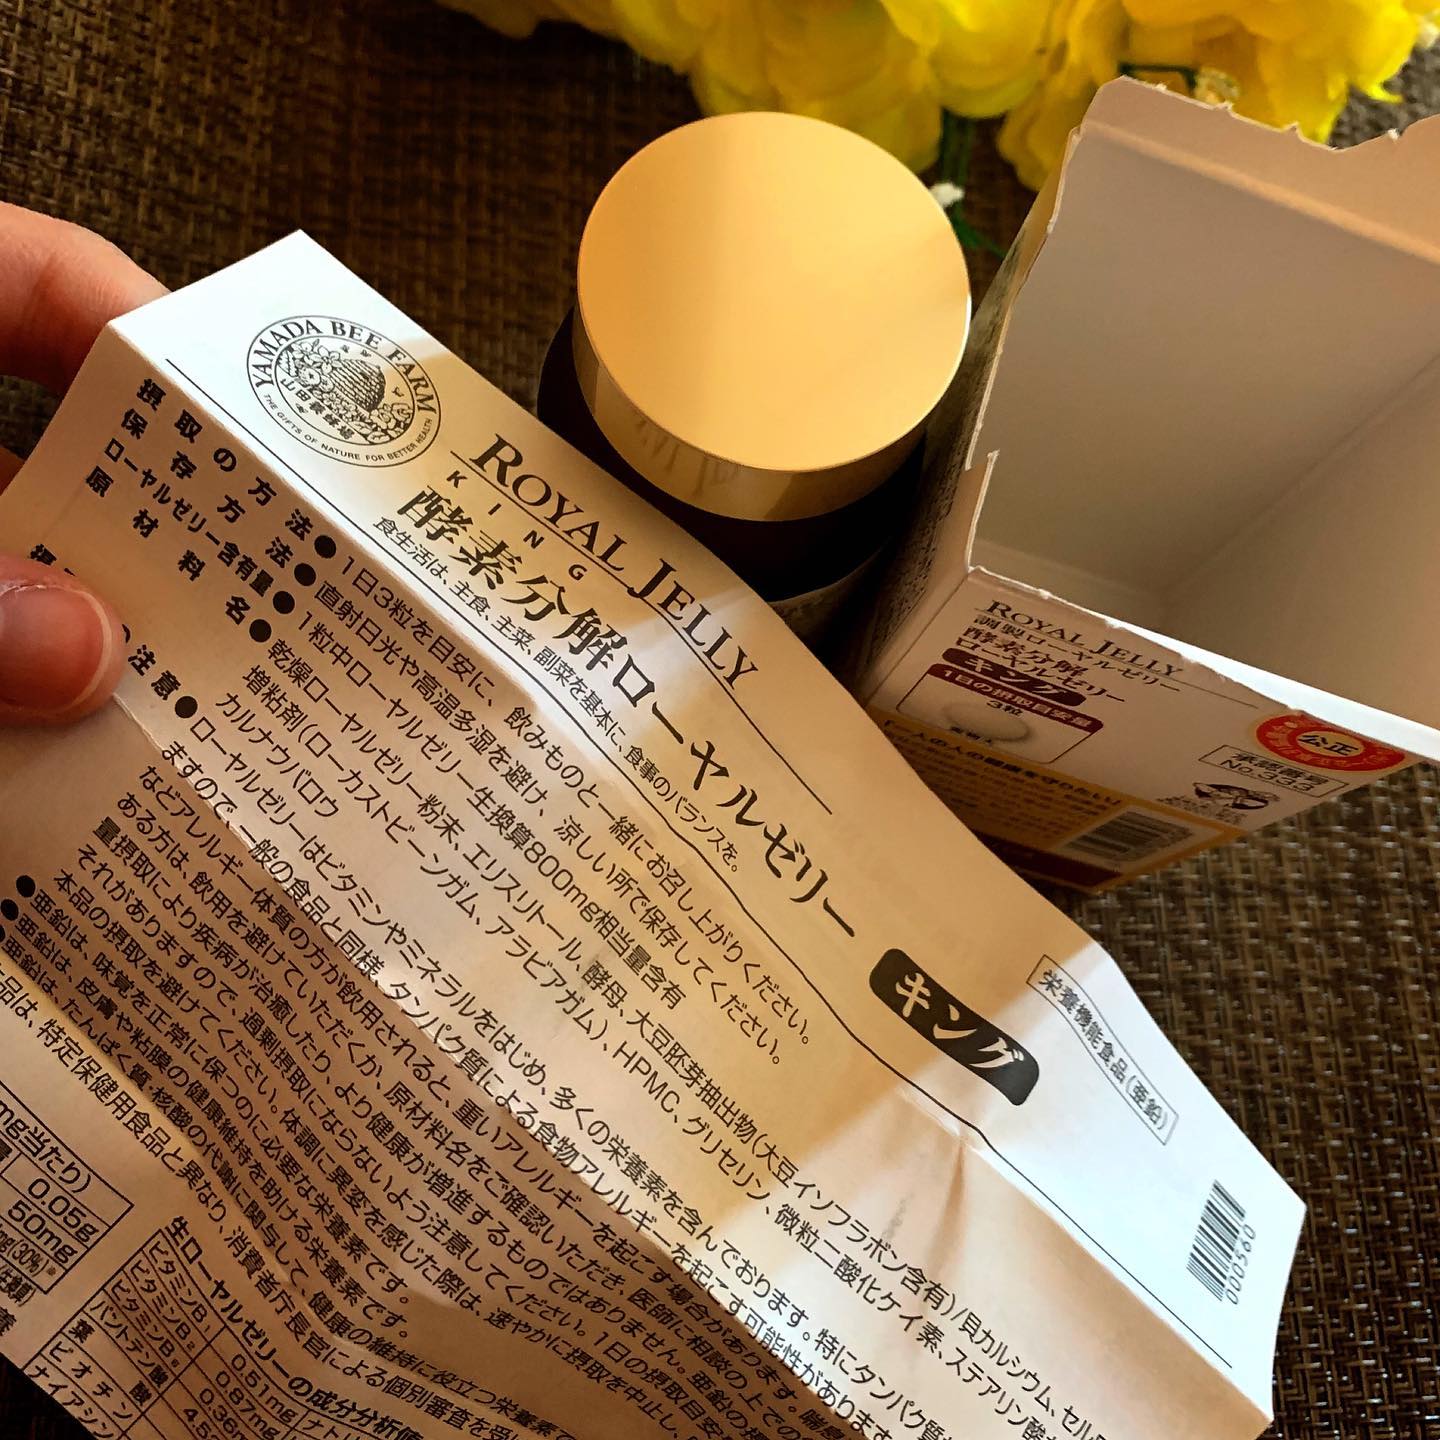 YAMADA BEE FARM
山田養蜂場
THE GIFTS OF NATURE FOR BETTER HEALTH
ROYAL JELLY
KING
酵素分解ローヤルゼリー
キング
栄養機能食品(亜鉛)
食生活は、主食、主菜、副菜を基本に、食事のバランスを。
000560
摂取の方法●1日3粒を目安に、飲みものと一緒にお召し上がりください。
保存方法●直射日光や高温多湿を避け、涼しい所で保存してください。
ローヤルゼリー含有量●1粒中ローヤルゼリー生換算800mg相当量含有
原材料名●乾燥ローヤルゼリー粉末、エリスリトール、酵母、大豆胚芽抽出物(大豆イソフラボン含有)/貝カルシウム、セル
増粘剤(ローカストビーンガム、アラビアガム)、HPMC、グリセリン、微粒二酸化ケイ素、ステアリン酸
カルナウバロウ
の注意●ローヤルゼリーはビタミンやミネラルをはじめ、多くの栄養素を含んでおります。特にタンパク質
ますので、一般の食品と同様、タンパク質による食物アレルギーを起こす可能性があります
などアレルギー体質の方が飲用されると、重いアレルギーを起こす場合があります。喘息
ある方は、飲用を避けていただくか、原材料名をご確認いただき、医師に相談の上での
量摂取により疾病が治癒したり、より健康が増進するものではありません。亜鉛の
それがありますので、過剰摂取にならないよう注意してください。1日の摂取目安
本品の摂取を避けてください。体調に異変を感じた際は、速やかに摂取を中止し、
●亜鉛は、味覚を正常に保つのに必要な栄養素です。
●亜鉛は、皮膚や粘膜の健康維持を助ける栄養素です。
●亜鉛は、たんぱく質・核酸の代謝に関与して、健康の維持に役立つ栄養素で
品は、特定保健用食品と異なり、消費者庁長官による個別審査を受
mg当たり)
0.05g
50mg
mg(30%)
生ローヤルゼリーの成分分析値
ビタミンB1 0.51mg ナト
ビタミンB2 0.87mg
ビタミンB6 0.36m
パントテン酸 4.5
葉酸
ビオチン
ナイアシン
ROYAL JELLY
調製ローヤルゼリー
酵素分解
ローヤルゼリー
キング
1日の摂取目安量
3粒
公正
承認番号
No.393